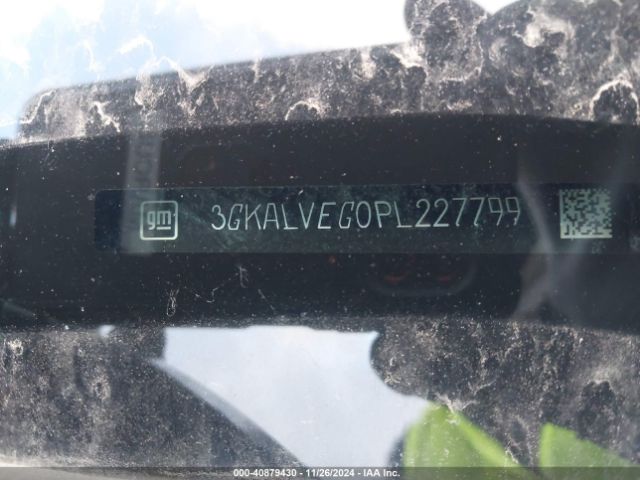 gm 3GKALVEG0PL227799
000-40879430 - 11/26/2024 - IAA Inc.